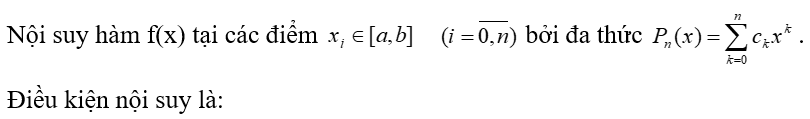 Nội suy hàm f(x) tại các điểm $x_i \in [a,b]$ $(i = \overline{0,n})$ bởi đa thức $P_n(x) = \sum_{k=0}^{n} c_k x^k$ .
Điều kiện nội suy là: